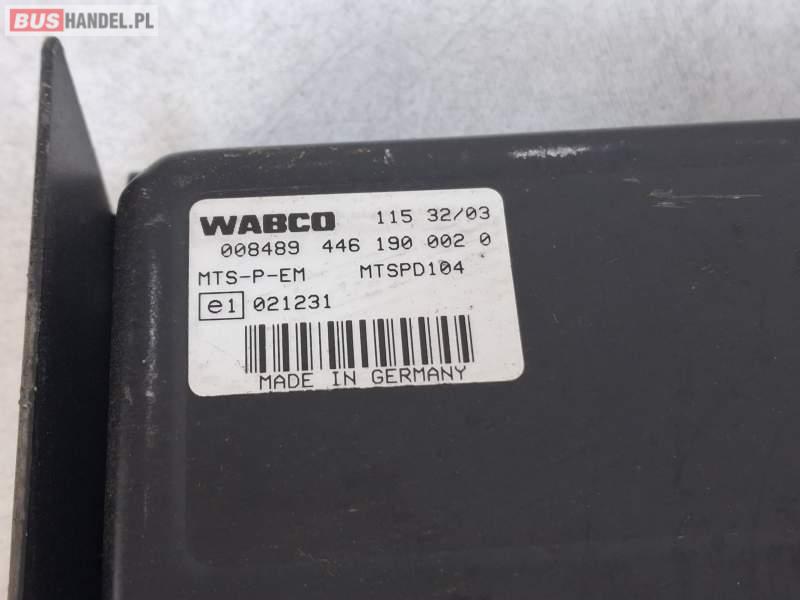 BUSHANDEL.PL
WABCO 115 32/03
008489 446 190 002 0
MTS-P-EM MTSPD104
e1 021231
MADE IN GERMANY